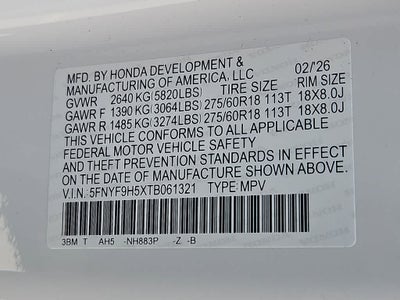 MFD. BY HONDA DEVELOPMENT &
MANUFACTURING OF AMERICA, LLC 02/'26
GVWR 2640 KG(5820LBS) TIRE SIZE RIM SIZE
GAWR F 1390 KG(3064LBS) 275/60R18 113T 18X8.0J
GAWR R 1485 KG(3274LBS) 275/60R18 113T 18X8.0J
THIS VEHICLE CONFORMS TO ALL APPLICABLE
FEDERAL MOTOR VEHICLE SAFETY
AND THEFT PREVENTION STANDARDS IN EFFECT
ON THE DATE OF MANUFACTURE SHOWN ABOVE.
V.I.N. 5FNYF9H5XTB061321 TYPE: MPV
3BM T AH5 -NH883P -Z -B